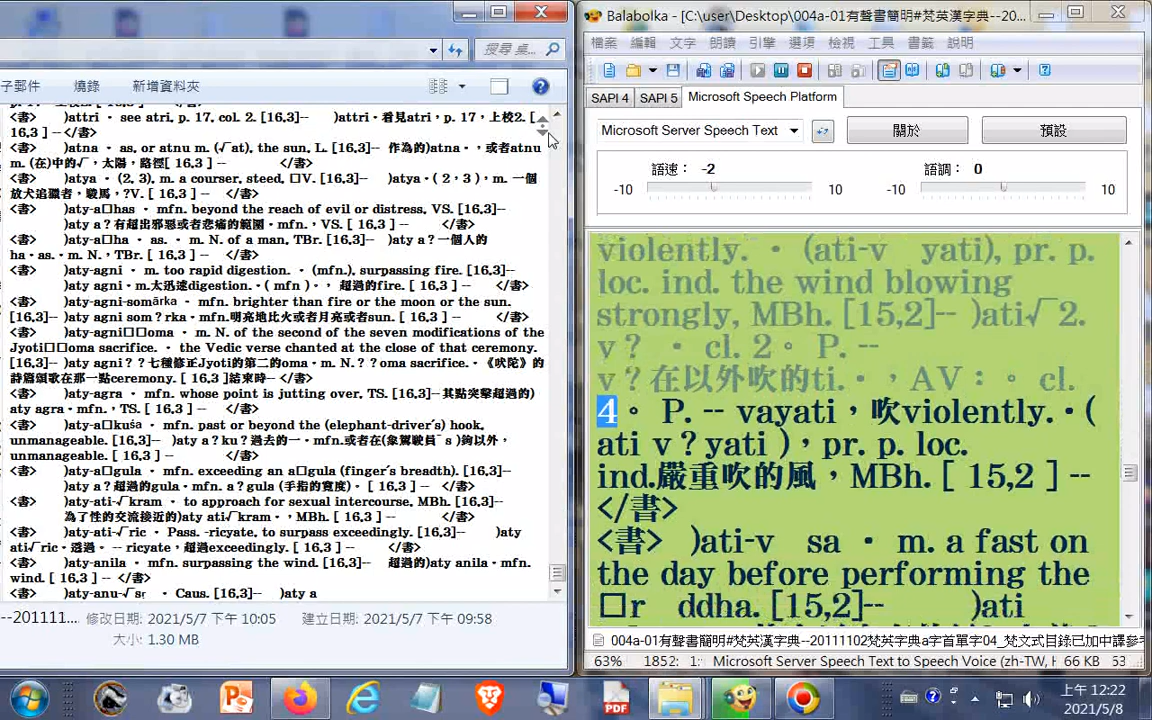 搜尋 桌...
子郵件 燒錄 新增資料夾
<書> )attri・see atri, p. 17, col. 2. [16,3]-- )attri・看見atri，p. 17，上校2. [
16,3 ] --</書>
<書> )atna・as, or atnu m. (√at), the sun, L. [16,3]-- 作為的)atna・，或者atnu
m. (在)中的√，太陽，路徑[ 16,3 ] </書>
<書> )atya・(2, 3), m. a courser, steed, □V. [16,3]-- )atya・( 2，3 )，m. 一個
放犬追獵者，駿馬，?V. [ 16,3 ] </書>
<書> )aty-a□has・mfn. beyond the reach of evil or distress, VS. [16,3]--
)aty a？有超出邪惡或者悲痛的範圍・mfn.，VS. [ 16,3 ] </書>
<書> )aty-a□ha・as, m. N. of a man, TBr. [16,3]-- )aty a？一個人的
ha・as・m. N.，TBr. [ 16,3 ] </書>
<書> )aty-agni・m. too rapid digestion.・(mfn.), surpassing fire. [16,3]--
)aty agni・m.太迅速digestion.・( mfn )・，超過的fire. [ 16,3 ] </書>
<書> )aty-agni-somārka・mfn. brighter than fire or the moon or the sun.
[16,3]--)aty agni som？rka・mfn.明亮地比火或者月亮或者sun. [ 16,3 ] </書>
<書> )aty-agni□□oma・m. N. of the second of the seven modifications of the
Jyoti□□oma sacrifice.・the Vedic verse chanted at the close of that ceremony.
[16,3]--)aty agni？？七種修正Jyoti的第二的oma・m. N.？？oma sacrifice.・《吠陀》的
詩篇頌歌在那一點ceremony. [ 16,3 ]結束時-- </書>
<書> )aty-agra・mfn. whose point is jutting over, TS. [16,3]--其點突擊超過的)
aty agra・mfn.，TS. [ 16,3 ] </書>
<書> )aty-a□kuśa・mfn. past or beyond the (elephant-driver's) hook,
unmanageable. [16,3]-- )aty a？ku？過去的一・mfn.或者在(象駕駛員ˉs )鉤以外，
unmanageable. [ 16,3 ] </書>
<書> )aty-a□gula・mfn. exceeding an a□gula (finger's breadth). [16,3]--
)aty a？超過的gula・mfn. a？gula (手指的寬度)。[ 16,3 ] </書>
<書> )aty-ati-√kram・to approach for sexual intercourse, MBh. [16,3]--
為了性的交流接近的)aty ati√kram・，MBh. [ 16,3 ] -- </書>
<書> )aty-ati-√ric・Pass. -ricyate, to surpass exceedingly. [16,3]-- )aty
ati√ric・透過。-- ricyate，超過exceedingly. [ 16,3 ] </書>
<書> )aty-anila・mfn. surpassing the wind. [16,3]-- 超過的)aty anila・mfn.
wind. [ 16,3 ] -- </書>
<書> )aty-anu-√sṛ・Caus. [16,3]-- )aty a
--201111... 修改日期: 2021/5/7 下午 10:05 建立日期: 2021/5/7 下午 09:58
大小: 1.30 MB
Balabolka - [C:\user\Desktop\004a-01有聲書簡明#梵英漢字典--20...
檔案 編輯 文字 朗讀 引擎 選項 檢視 工具 書籤 說明
SAPI 4 SAPI 5 Microsoft Speech Platform
Microsoft Server Speech Text 關於 預設
語速: -2 語調: 0
-10 10 -10 10
violently.・(ati-v yati), pr. p.
loc. ind. the wind blowing
strongly, MBh. [15,2]-- )ati√2.
v？ ・cl. 2。P. --
v？在以外吹的ti.・，AV：。cl.
4。P. -- vayati，吹violently.・(
ati v？yati )，pr. p. loc.
ind.嚴重吹的風，MBh. [ 15,2 ] --
</書>
<書> )ati-v sa・m. a fast on
the day before performing the
□r ddha. [15,2]-- )ati
004a-01有聲書簡明#梵英漢字典--20111102梵英字典a字首單字04_梵文式目錄已加中譯參考
63% 1852: 1: Microsoft Server Speech Text to Speech Voice (zh-TW, H 66 KB 53
上午 12:22
2021/5/8